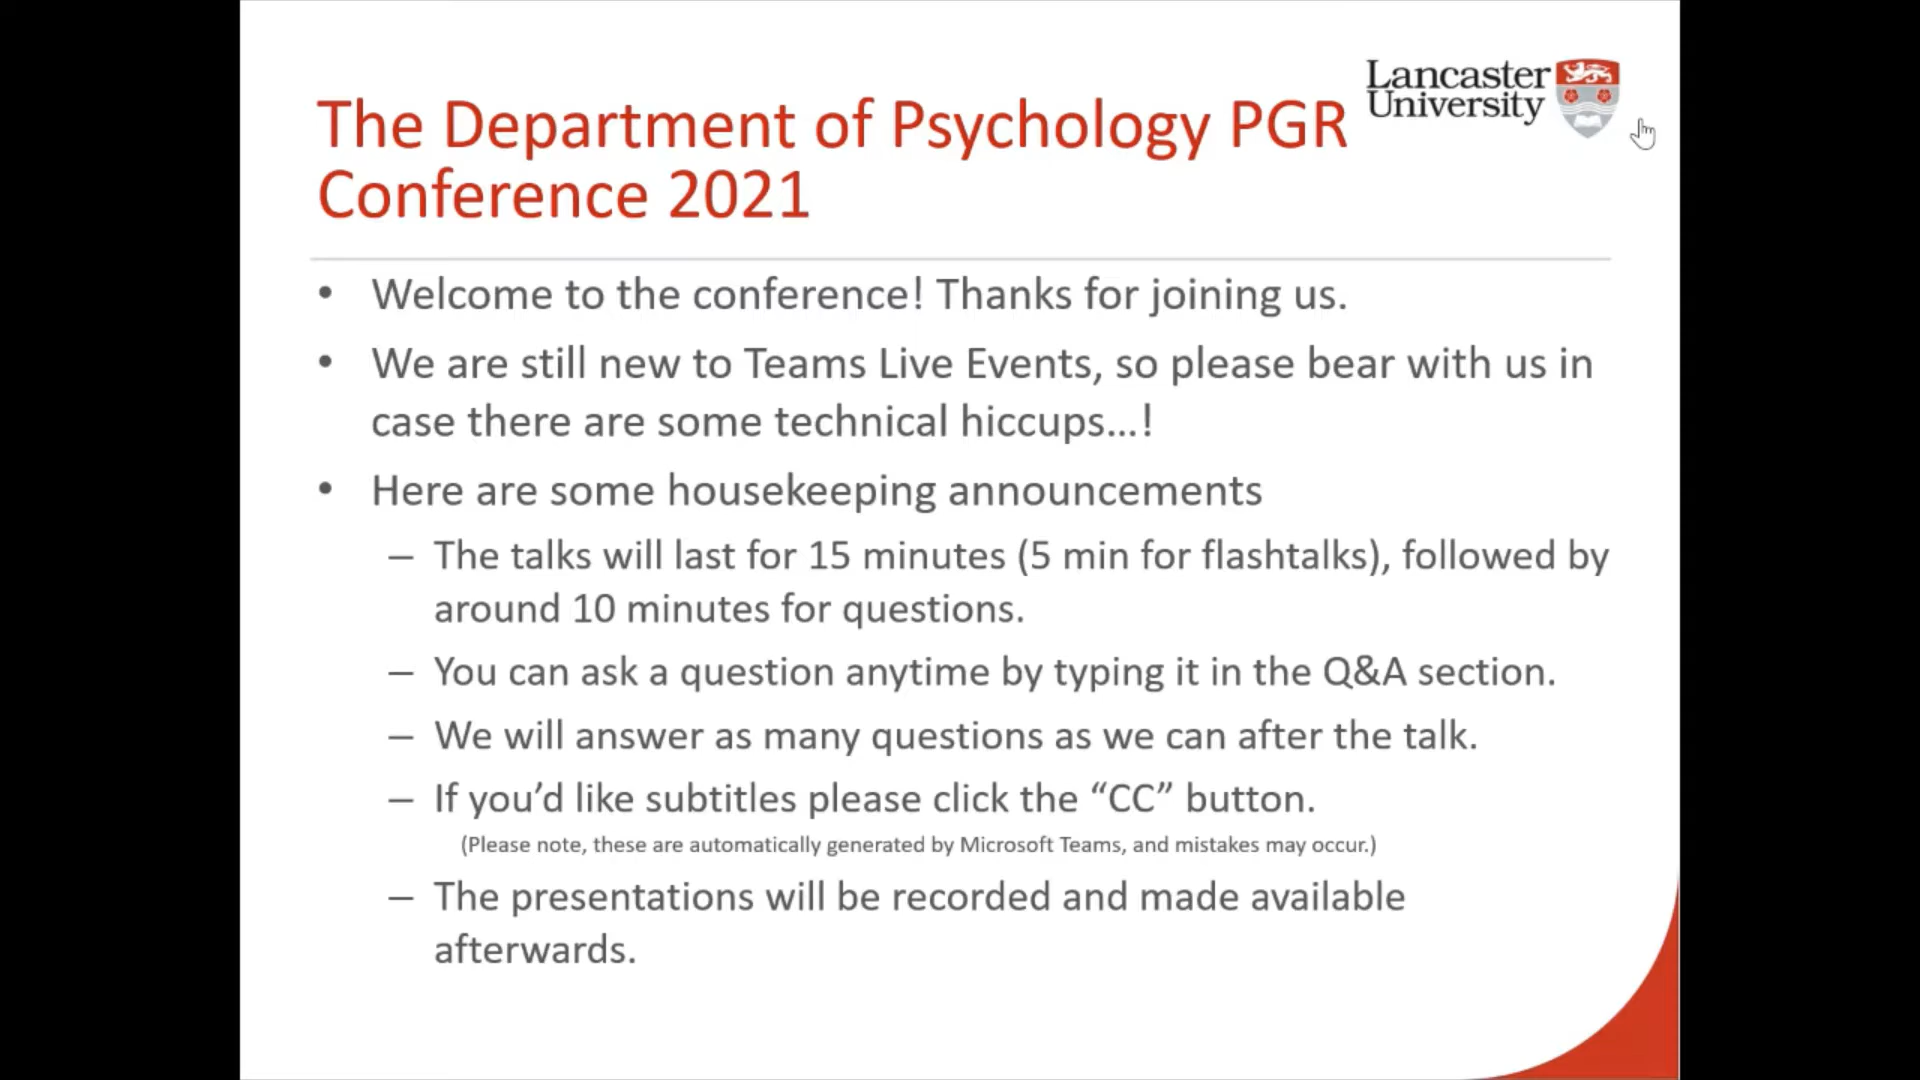 Lancaster
University
The Department of Psychology PGR
Conference 2021
• Welcome to the conference! Thanks for joining us.
• We are still new to Teams Live Events, so please bear with us in
case there are some technical hiccups...!
• Here are some housekeeping announcements
– The talks will last for 15 minutes (5 min for flashtalks), followed by
around 10 minutes for questions.
– You can ask a question anytime by typing it in the Q&A section.
– We will answer as many questions as we can after the talk.
– If you’d like subtitles please click the “CC” button.
(Please note, these are automatically generated by Microsoft Teams, and mistakes may occur.)
– The presentations will be recorded and made available
afterwards.